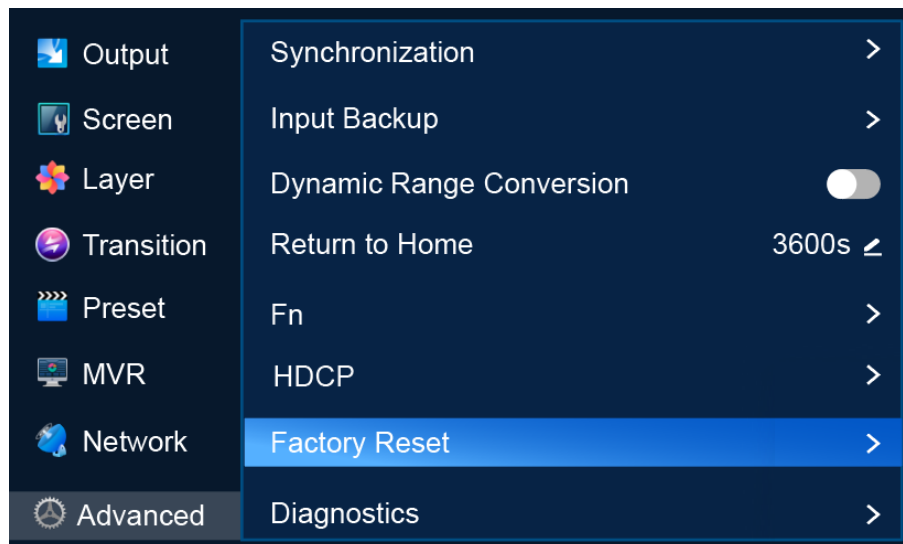 Output
Screen
Layer
Transition
Preset
MVR
Network
Advanced
Synchronization
Input Backup
Dynamic Range Conversion
Return to Home 3600s
Fn
HDCP
Factory Reset
Diagnostics